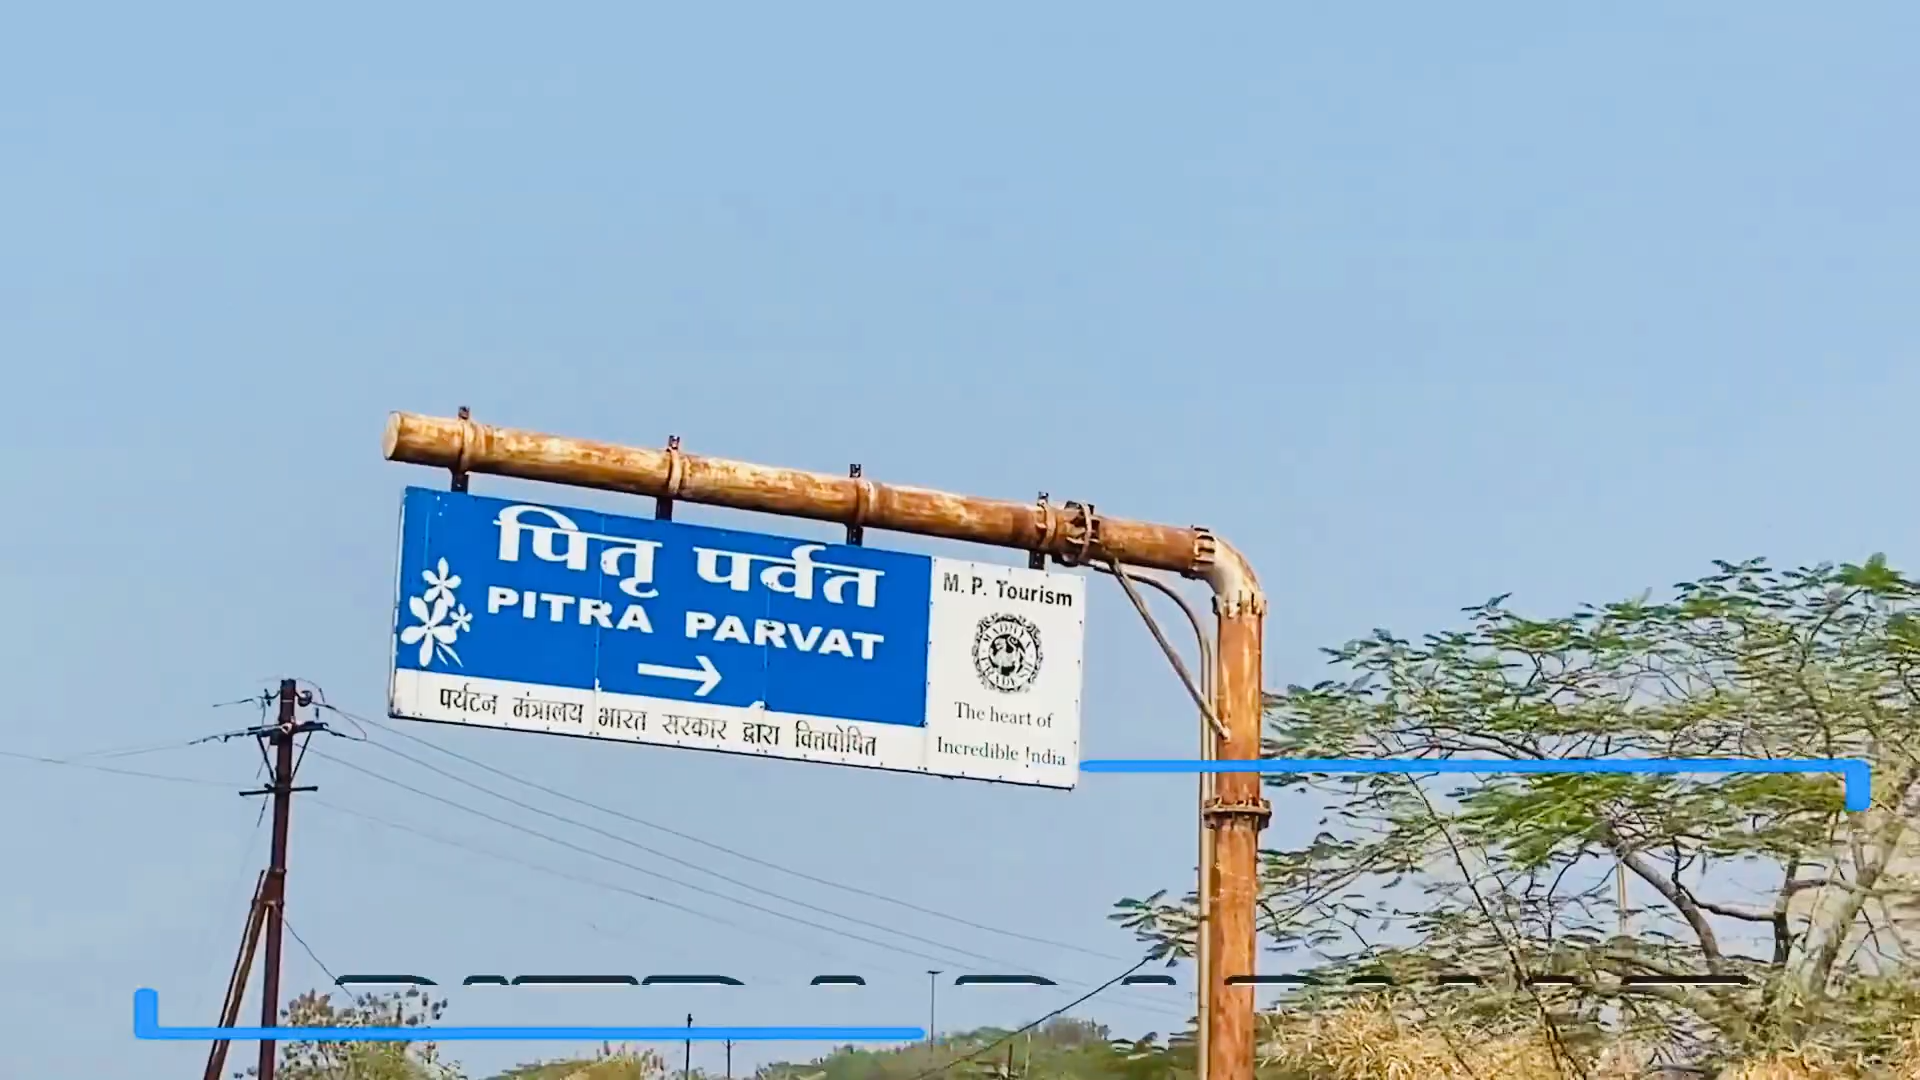 पितृ पर्वत
PITRA PARVAT
पर्यटन मंत्रालय भारत सरकार द्वारा वित्तपोषित
M. P. Tourism
The heart of
Incredible India